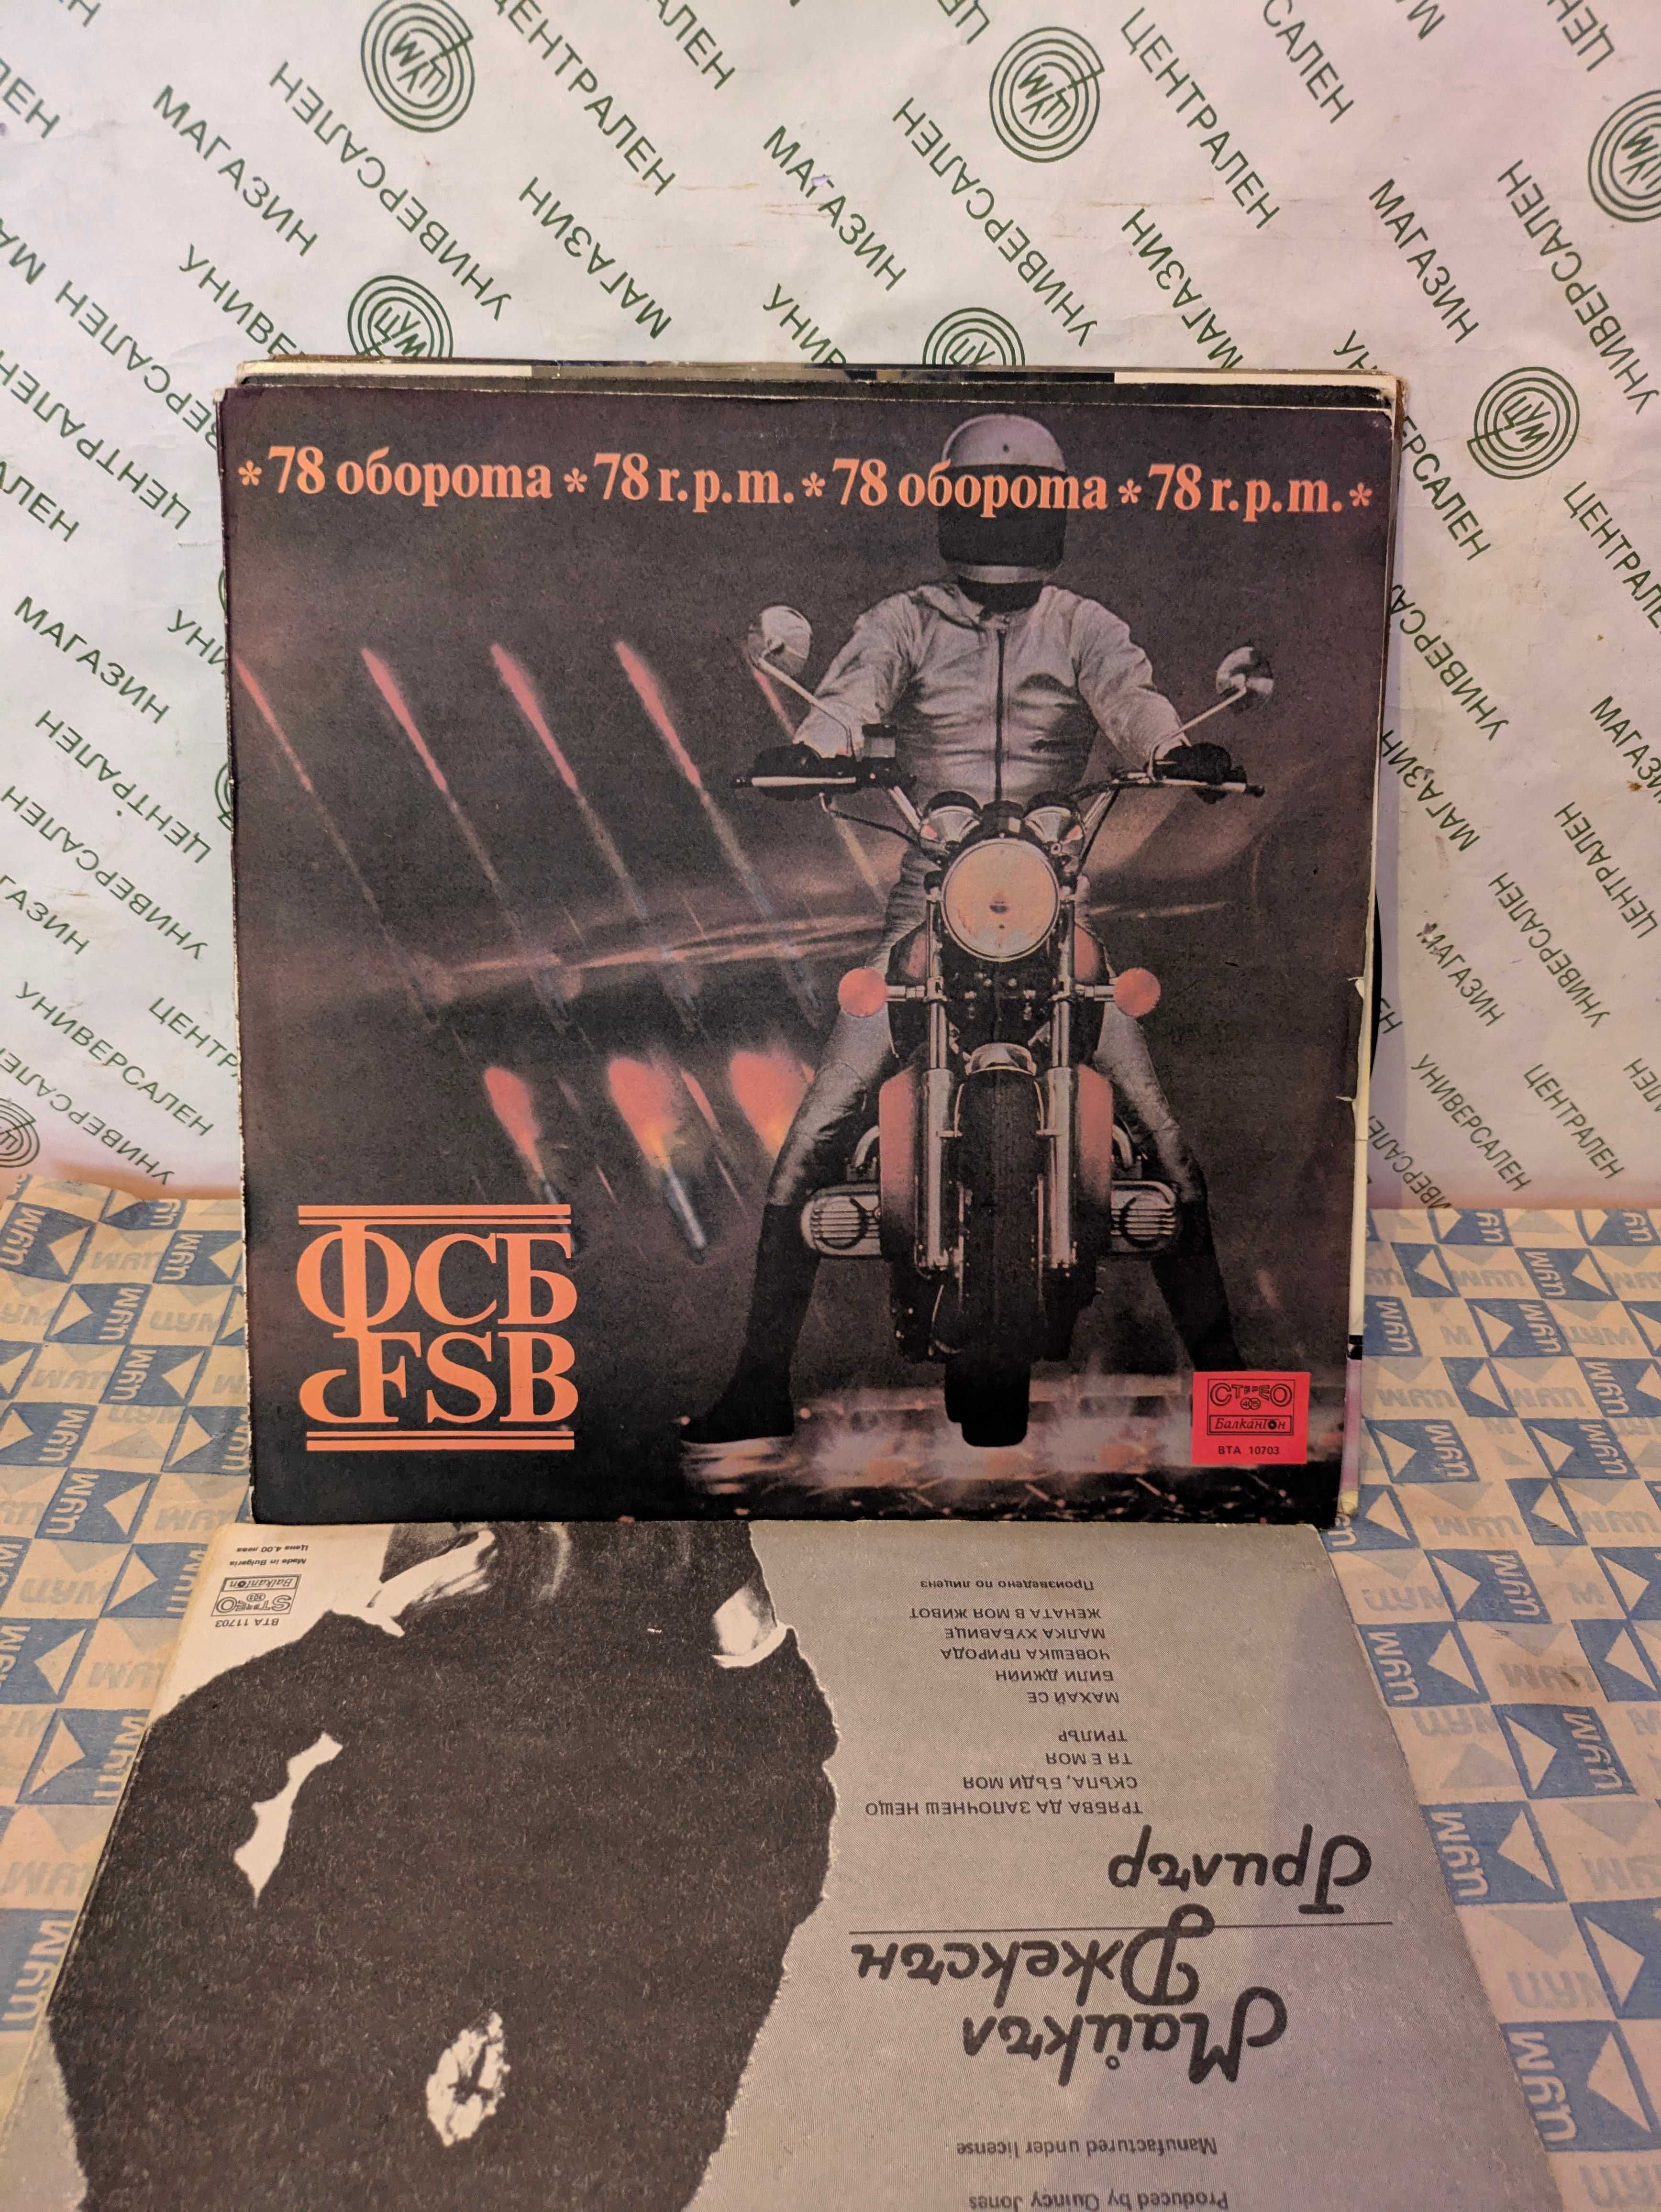 *78 оборота *78 r.p.m.*78 оборота *78 r.p.m.*
ФСБ
FSB
СТЕРЕО
Балкантон
ВТА 10703
Produced by Quincy Jones
Manufactured under license
Майкъл
Джексън
Трилър
ТРЯБВА ДА ЗАПОЧНЕШ НЕЩО
СКЪПА, БЪДИ МОЯ
ТЯ Е МОЯ
ТРИЛЪР
МАХАЙ СЕ
БИЛИ ДЖИИН
ЧОВЕШКА ПРИРОДА
МАЛКА ХУБАВИЦЕ
ЖЕНАТА В МОЯ ЖИВОТ
Произведено по лиценз
ВТА 11703
STEREO
Balkanton
Made in Bulgaria
Цена 4.00 лева
ЦЕНТРАЛЕН
УНИВЕРСАЛЕН
МАГАЗИН
ЦУМ